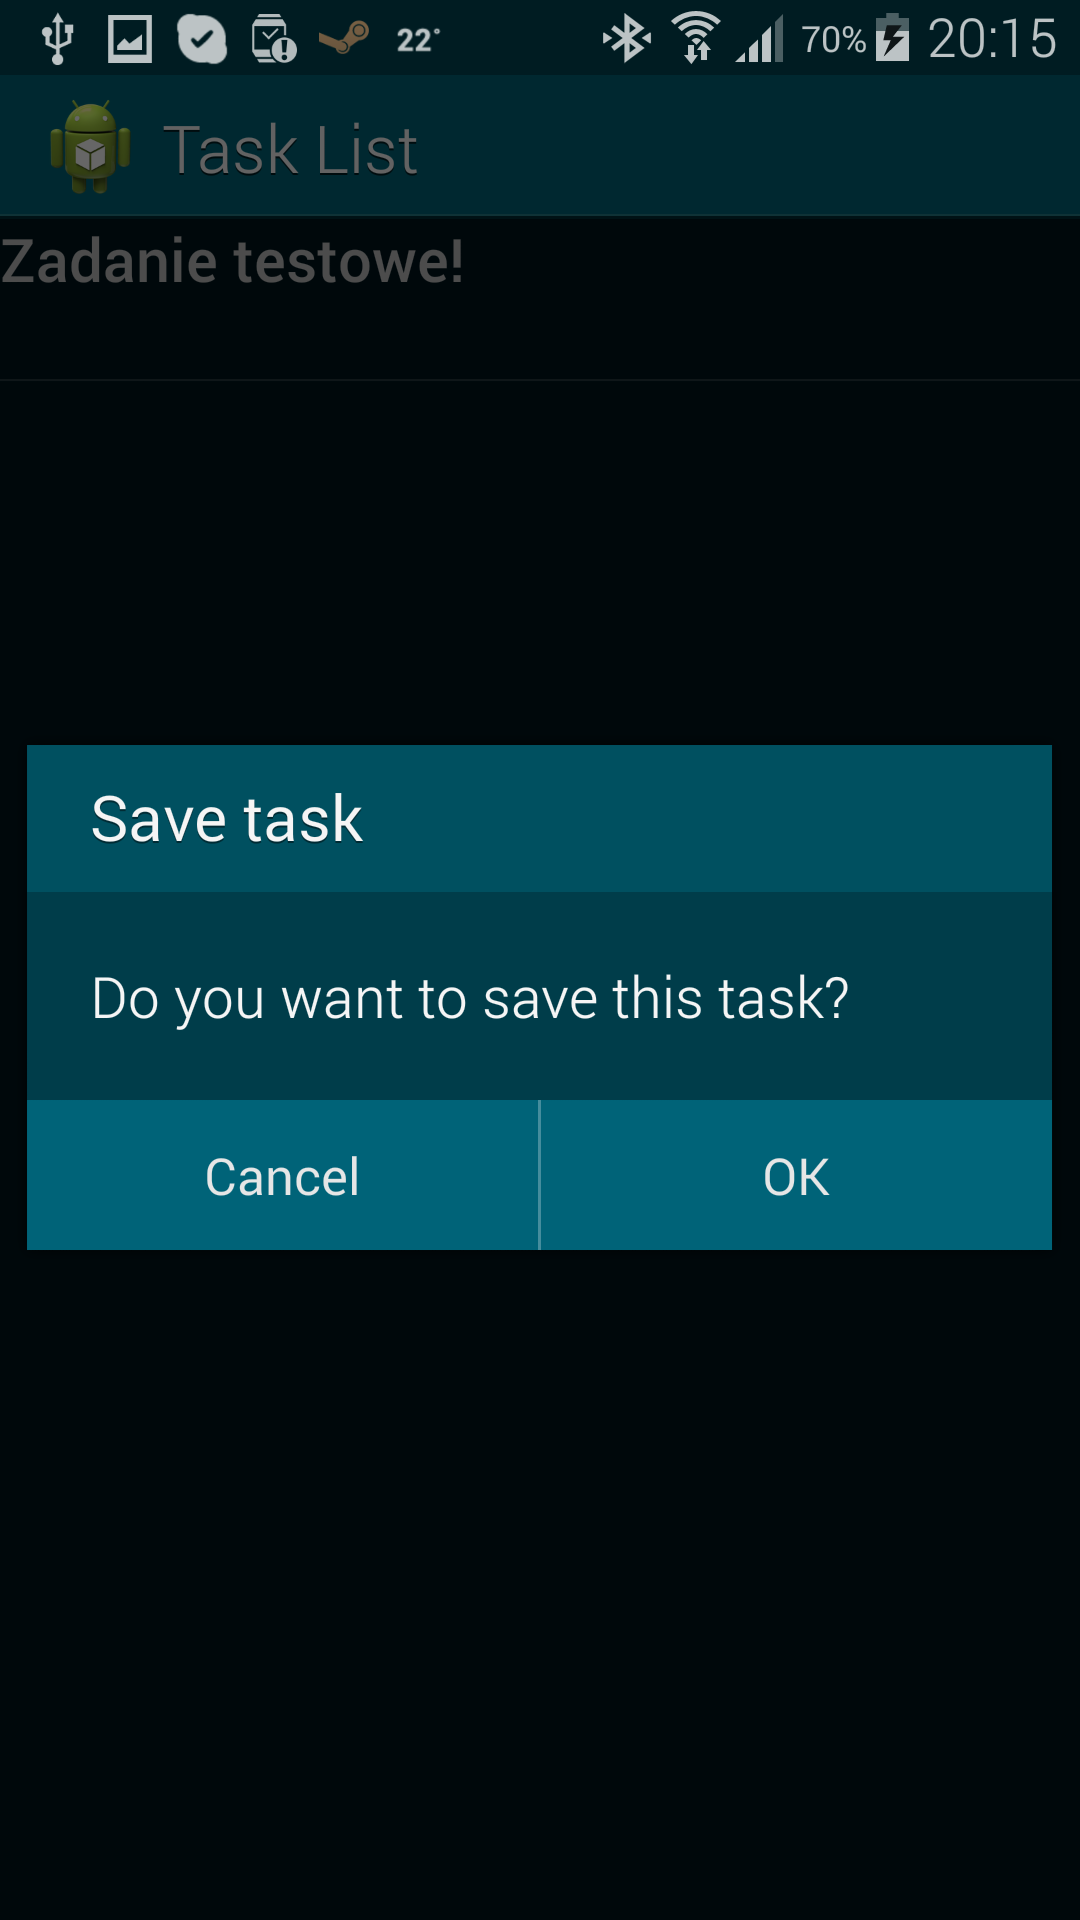 22° 70% 20:15
Task List
Zadanie testowe!
Save task
Do you want to save this task?
Cancel OK